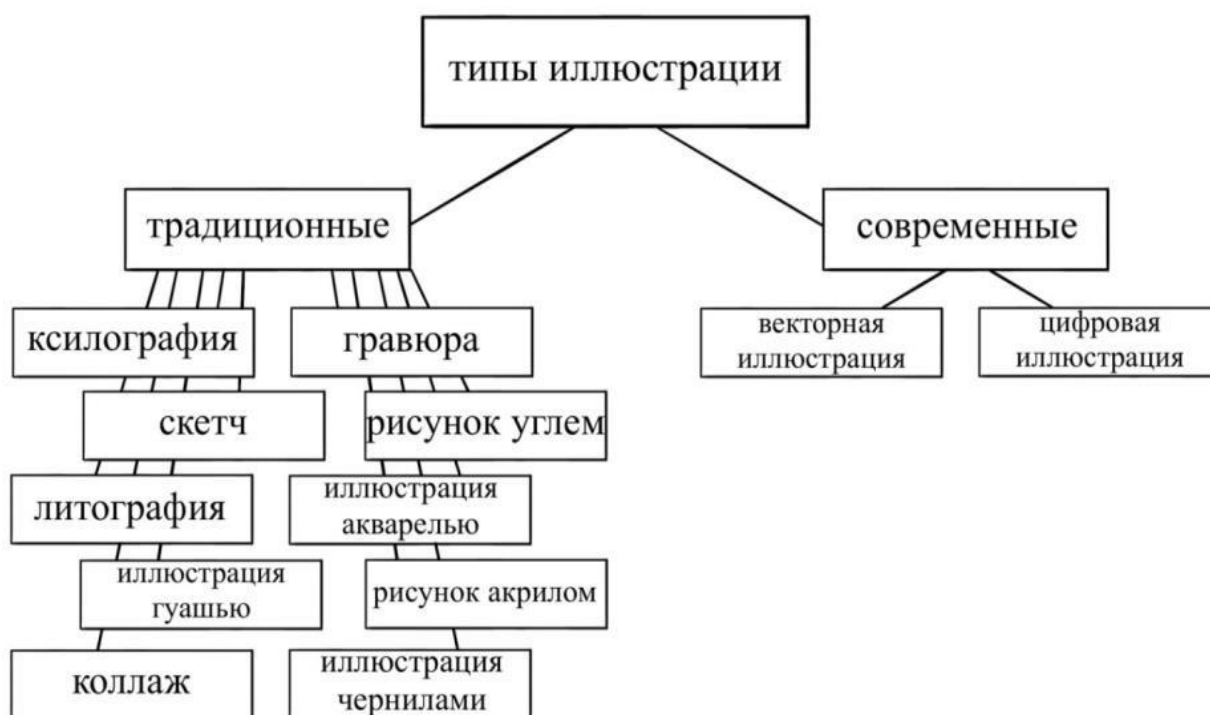 типы иллюстрации
традиционные
современные
ксилография
гравюра
векторная
иллюстрация
цифровая
иллюстрация
скетч
рисунок углем
литография
иллюстрация
акварелью
иллюстрация
гуашью
рисунок акрилом
коллаж
иллюстрация
чернилами